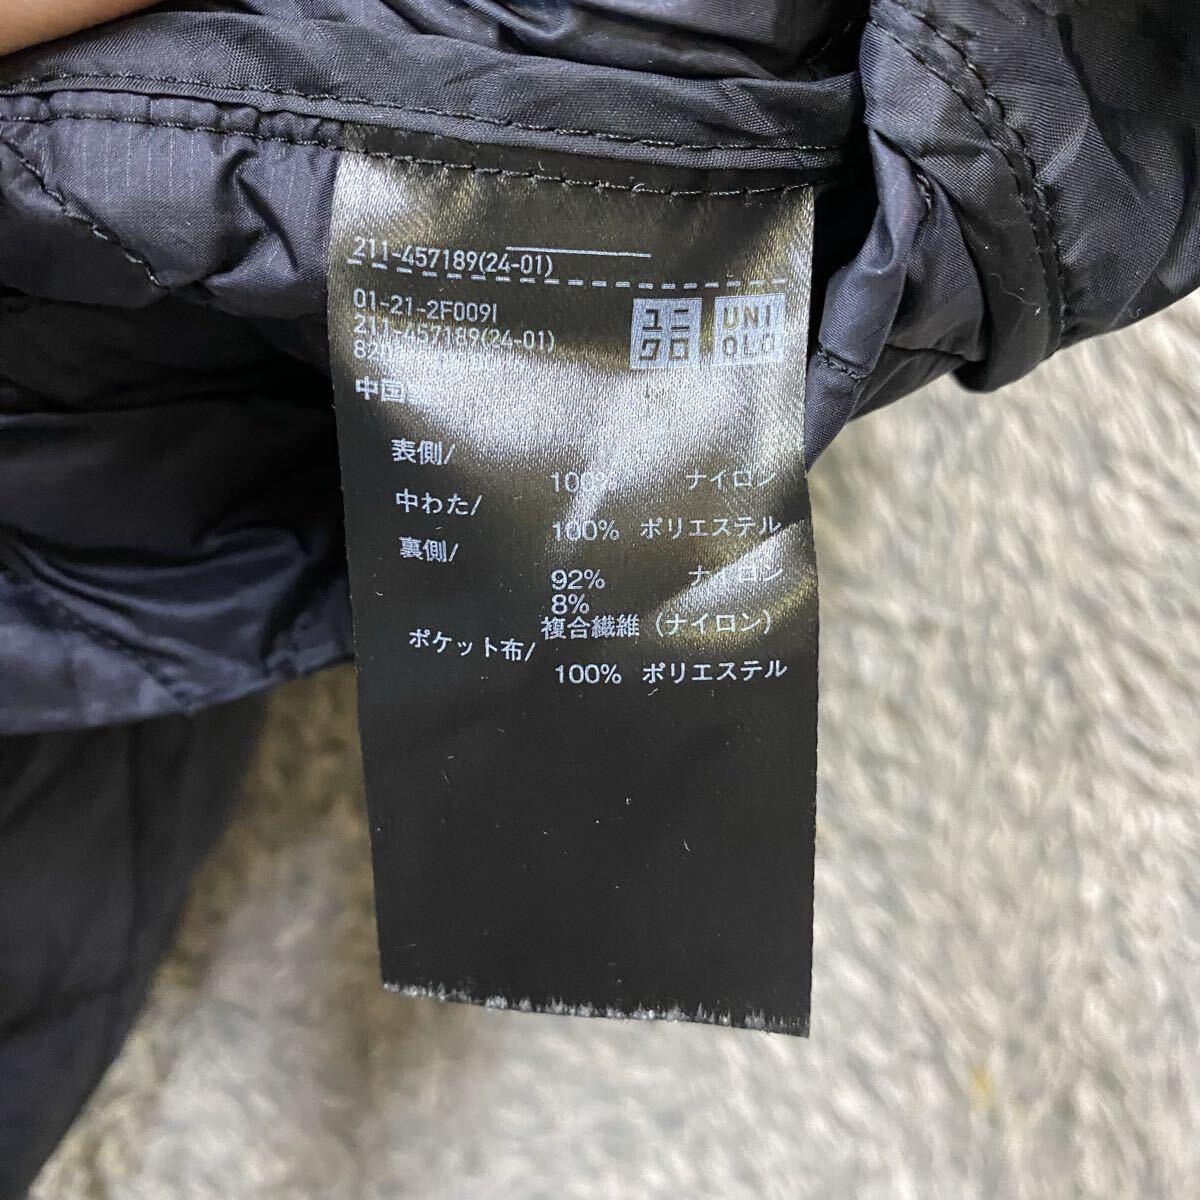 211-457189(24-01)
01-21-2F009I
211-457189(24-01)
ユニ
クロ
UNI
QLO
中国
表側/
100% ナイロン
中わた/
100% ポリエステル
裏側/
92% ナイロン
8%
複合繊維 (ナイロン)
ポケット布/
100% ポリエステル